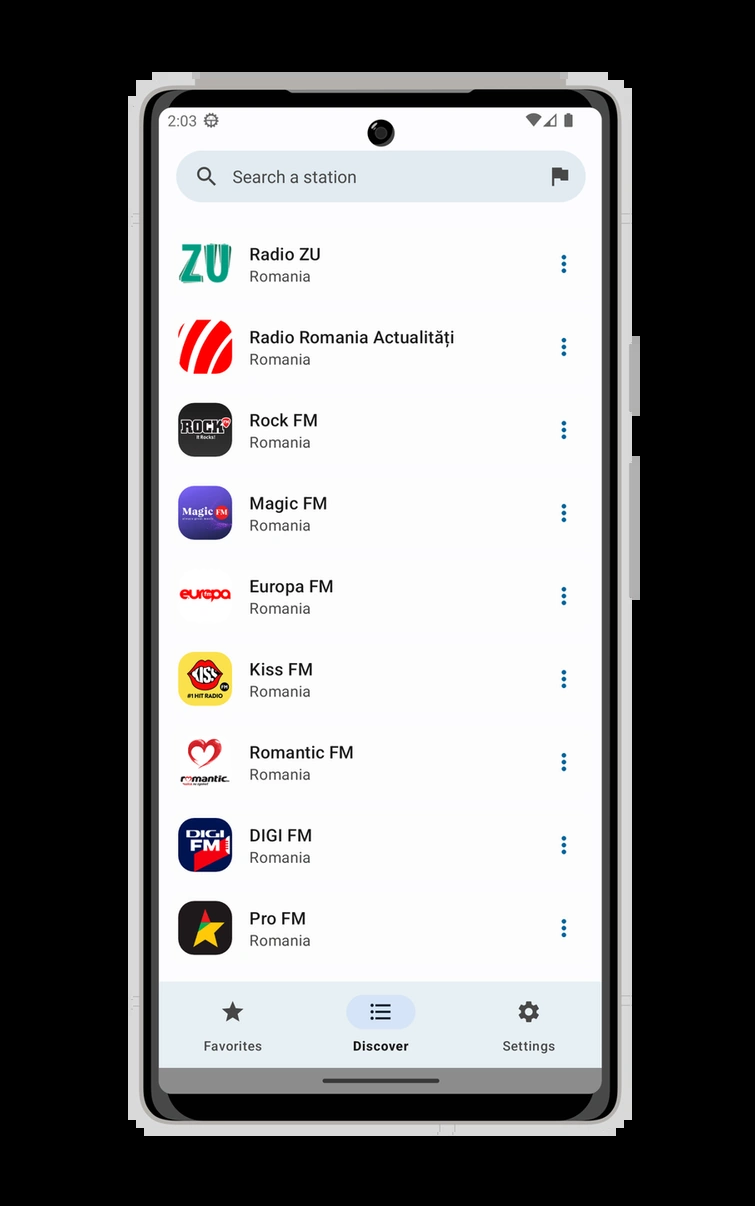 2:03
Search a station
ZU
Radio ZU
Romania
Radio Romania Actualități
Romania
ROCK FM
It Rocks!
Rock FM
Romania
Magic FM
Magic FM
Romania
europa
Europa FM
Romania
KISS
FM
#1 HIT RADIO
Kiss FM
Romania
romantic
Romantic FM
Romania
DIGI
FM
DIGI FM
Romania
Pro FM
Romania
Favorites
Discover
Settings